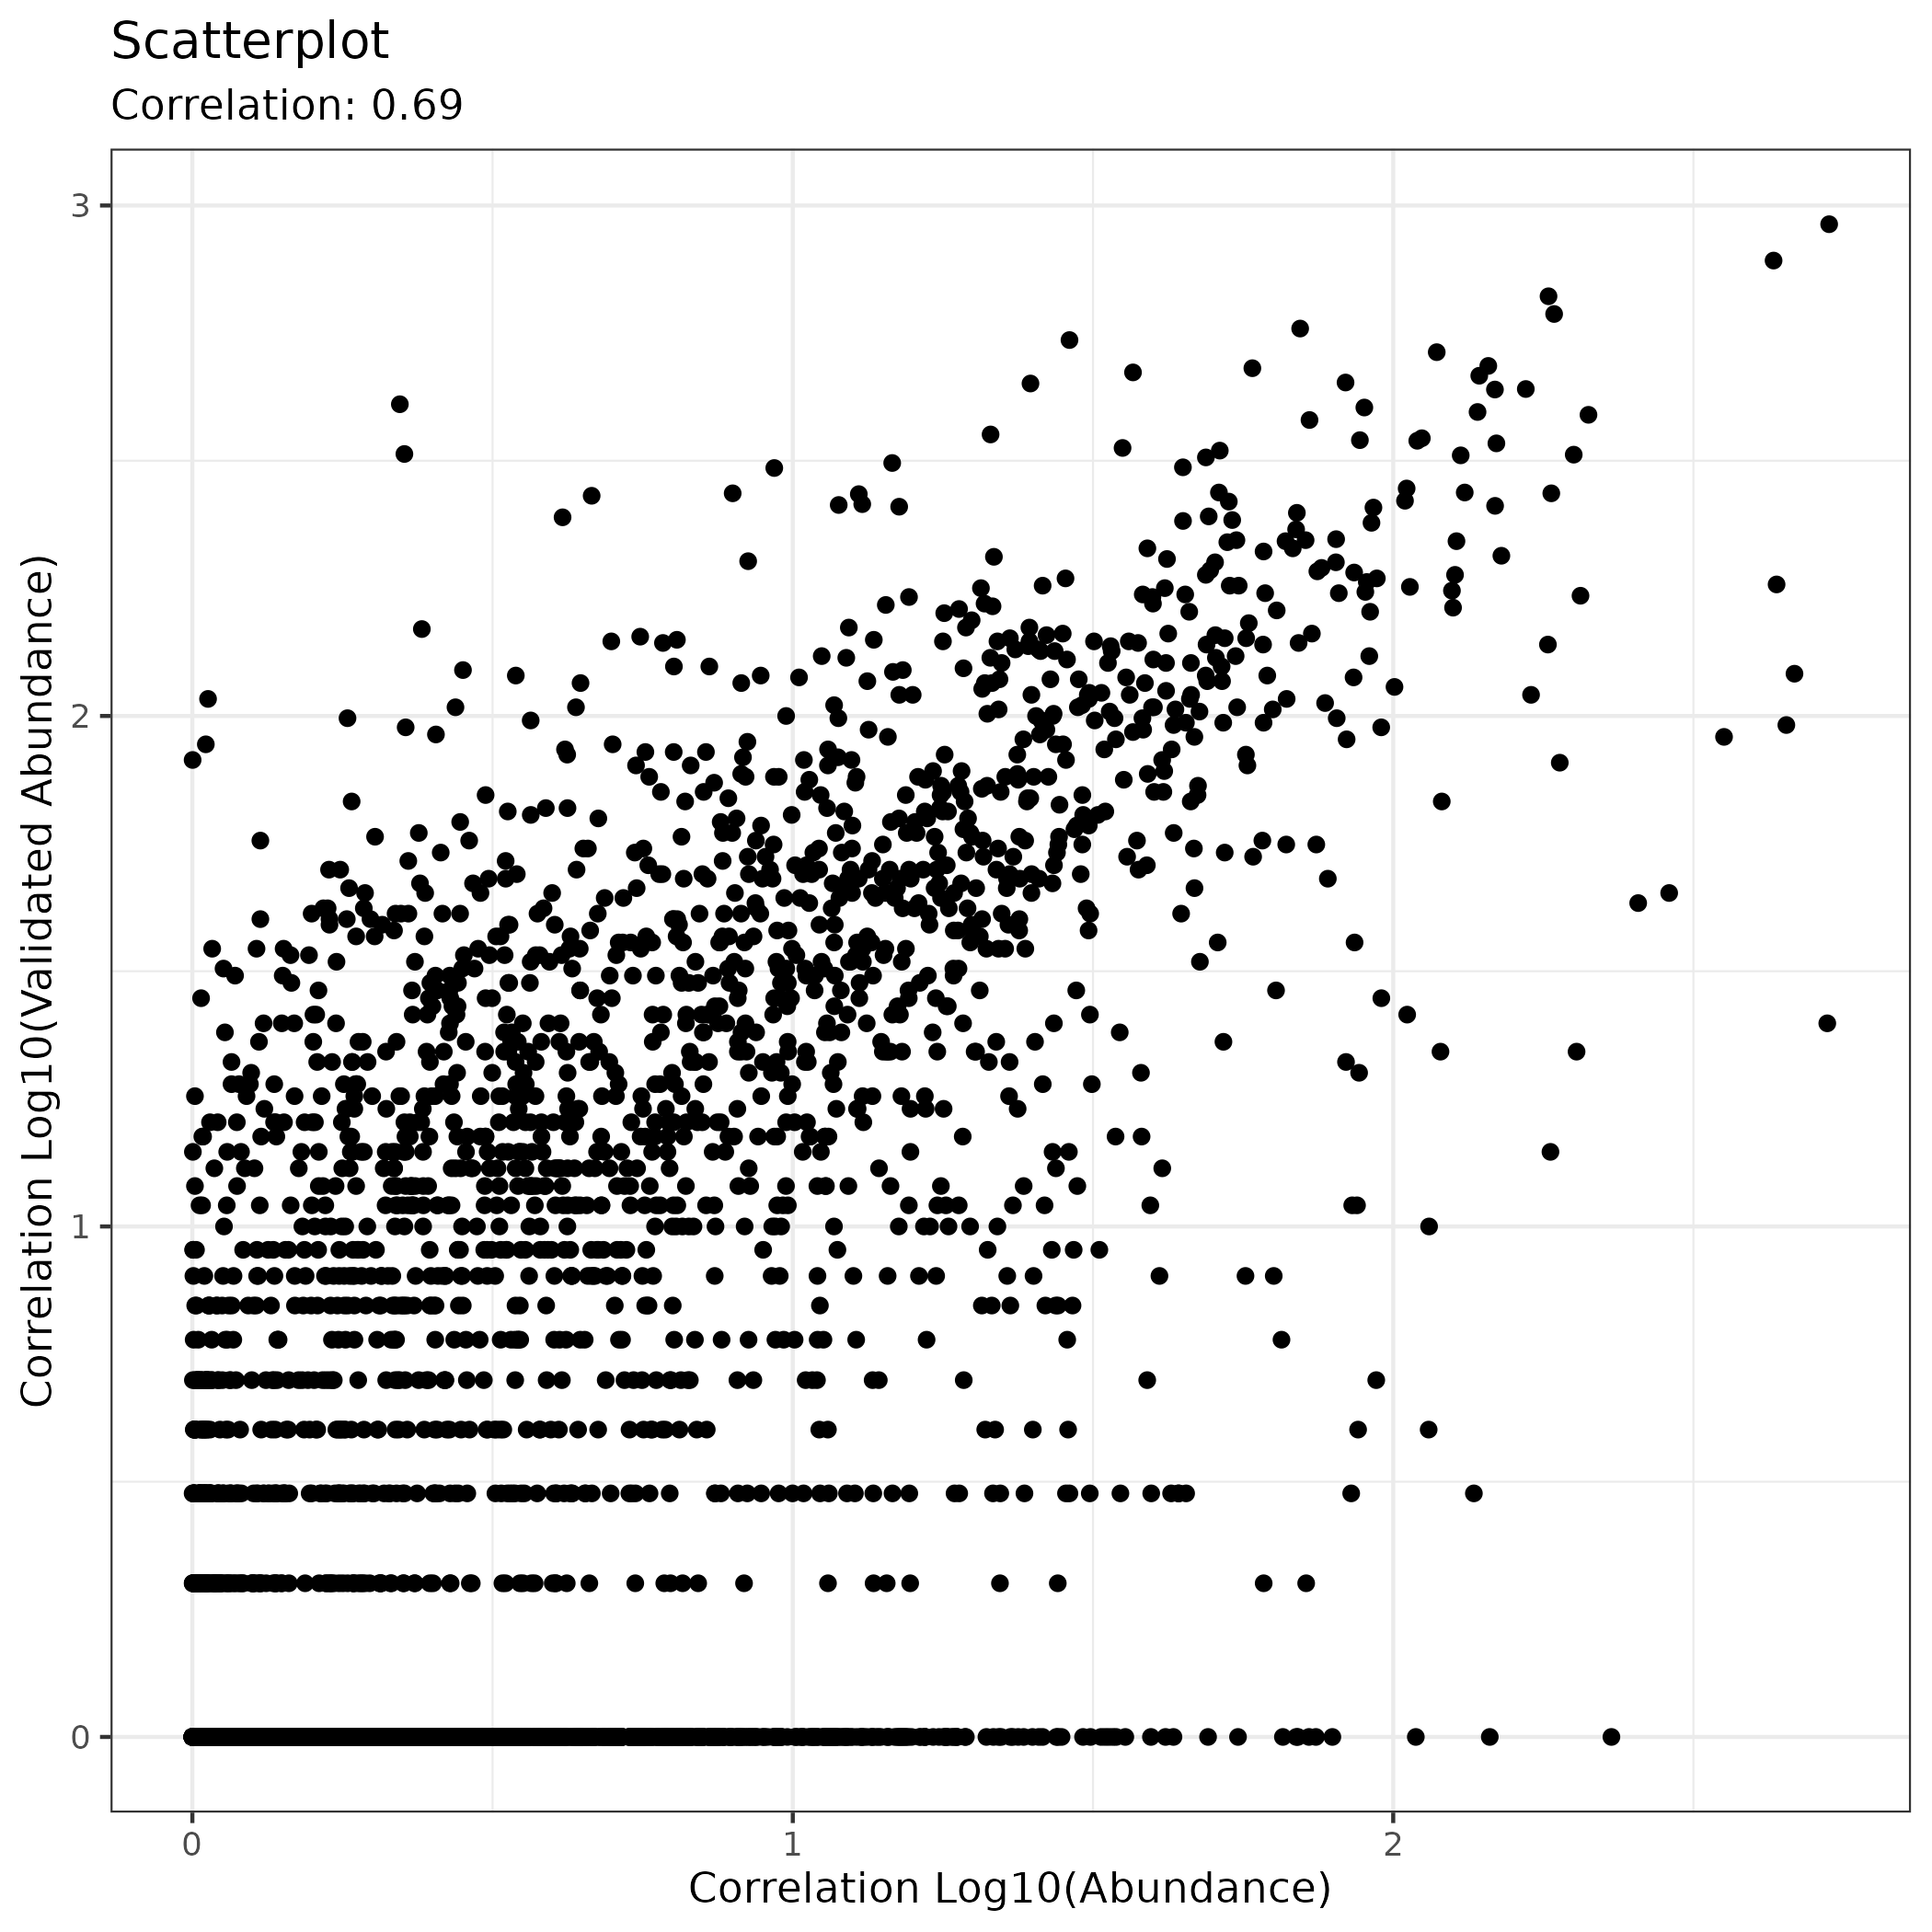 Scatterplot
Correlation: 0.69
3
2
1
0
Correlation Log10(Validated Abundance)
0
1
2
Correlation Log10(Abundance)